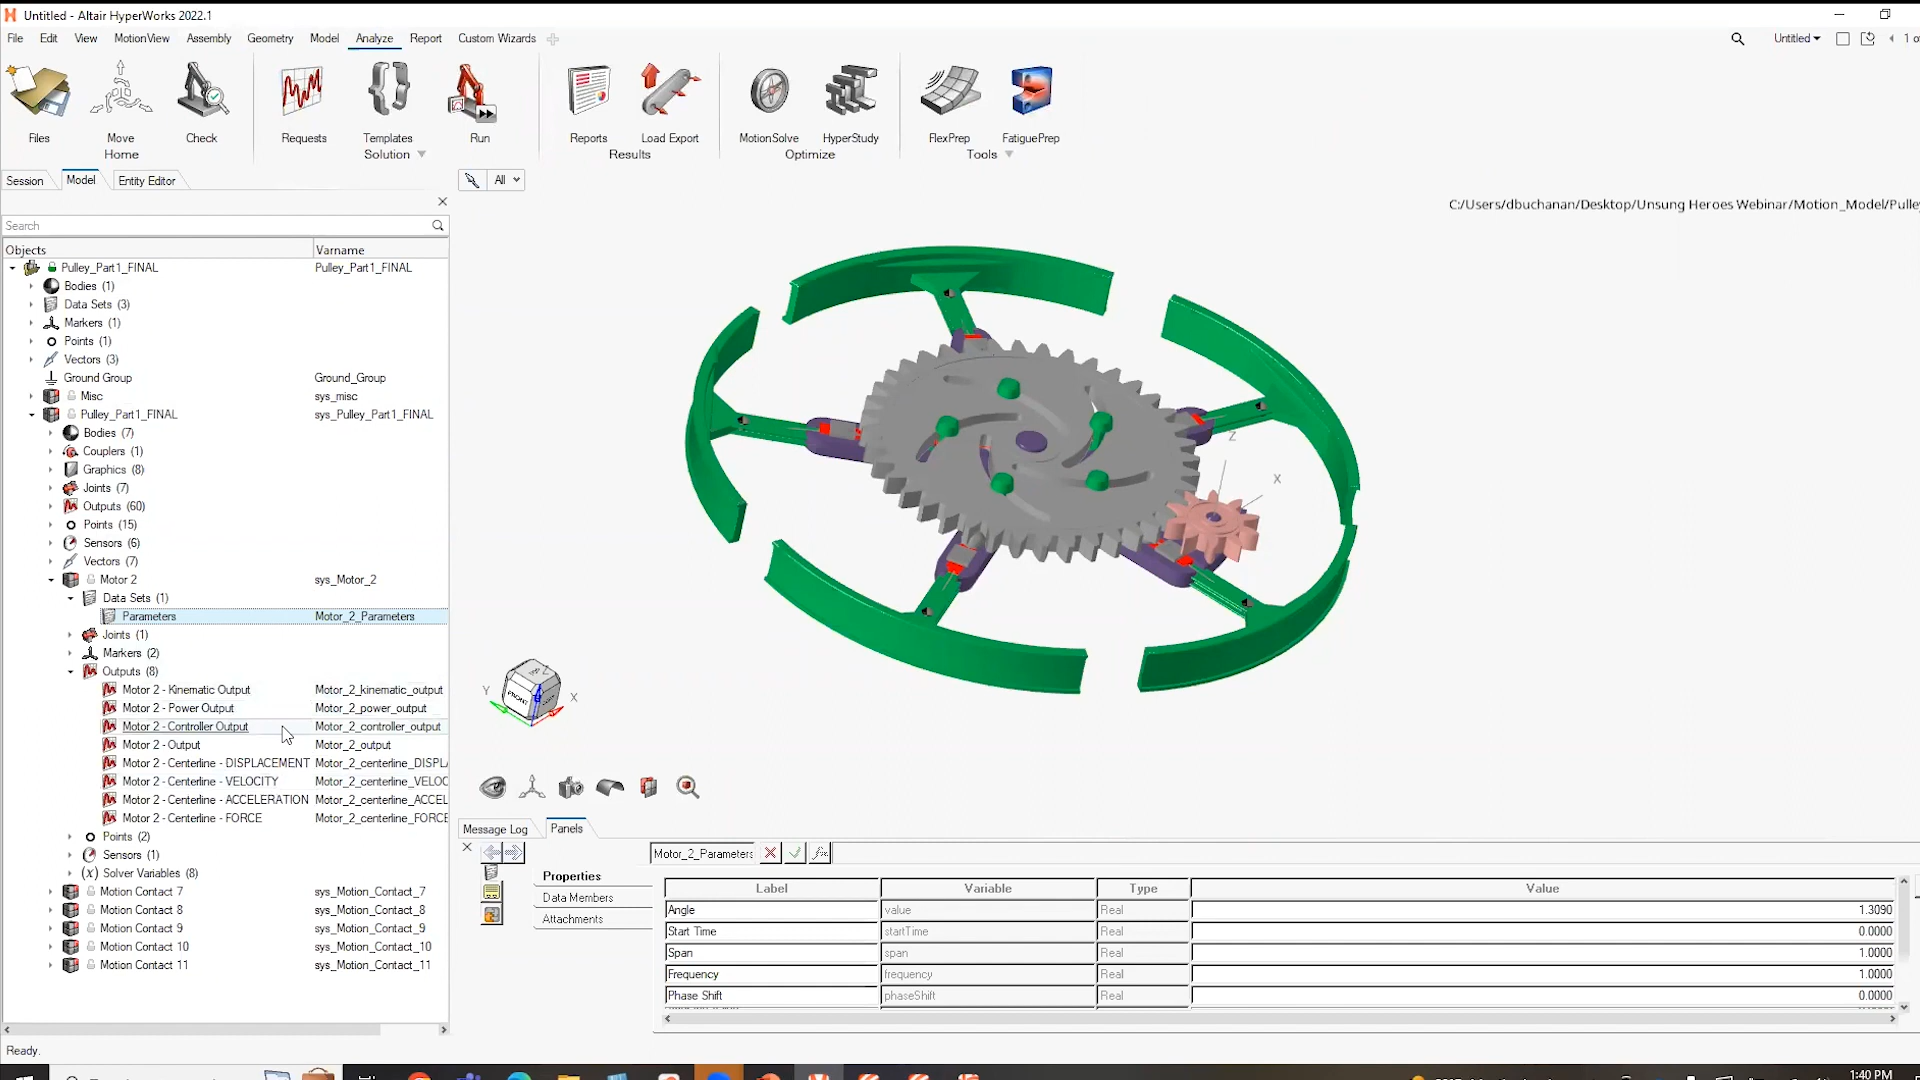 Untitled - Altair HyperWorks 2022.1
File Edit View MotionView Assembly Geometry Model Analyze Report Custom Wizards
Untitled 1 o
Files Move Check Requests Templates Run Reports Load Export MotionSolve HyperStudy FlexPrep FatiguePrep
Home Solution Results Optimize Tools
Session Model Entity Editor
All
Search
C:/Users/dbuchanan/Desktop/Unsung Heroes Webinar/Motion_Model/Pulle
Objects Varname
Pulley_Part1_FINAL Pulley_Part1_FINAL
Bodies (1)
Data Sets (3)
Markers (1)
Points (1)
Vectors (3)
Ground Group Ground_Group
Misc sys_misc
Pulley_Part1_FINAL sys_Pulley_Part1_FINAL
Bodies (7)
Couplers (1)
Graphics (8)
Joints (7)
Outputs (60)
Points (15)
Sensors (6)
Vectors (7)
Motor 2 sys_Motor_2
Data Sets (1)
Parameters Motor_2_Parameters
Joints (1)
Markers (2)
Outputs (8)
Motor 2 - Kinematic Output Motor_2_kinematic_output
Motor 2 - Power Output Motor_2_power_output
Motor 2 - Controller Output Motor_2_controller_output
Motor 2 - Output Motor_2_output
Motor 2 - Centerline - DISPLACEMENT Motor_2_centerline_DISPL
Motor 2 - Centerline - VELOCITY Motor_2_centerline_VELOC
Motor 2 - Centerline - ACCELERATION Motor_2_centerline_ACCEL
Motor 2 - Centerline - FORCE Motor_2_centerline_FORCE
Points (2)
Sensors (1)
(x) Solver Variables (8)
Motion Contact 7 sys_Motion_Contact_7
Motion Contact 8 sys_Motion_Contact_8
Motion Contact 9 sys_Motion_Contact_9
Motion Contact 10 sys_Motion_Contact_10
Motion Contact 11 sys_Motion_Contact_11
Z
X
Y
FRONT
X
Message Log Panels
Motor_2_Parameters
Properties
Data Members
Attachments
Label Variable Type Value
Angle value Real 1.3090
Start Time startTime Real 0.0000
Span span Real 1.0000
Frequency frequency Real 1.0000
Phase Shift phaseShift Real 0.0000
Ready.
1:40 PM